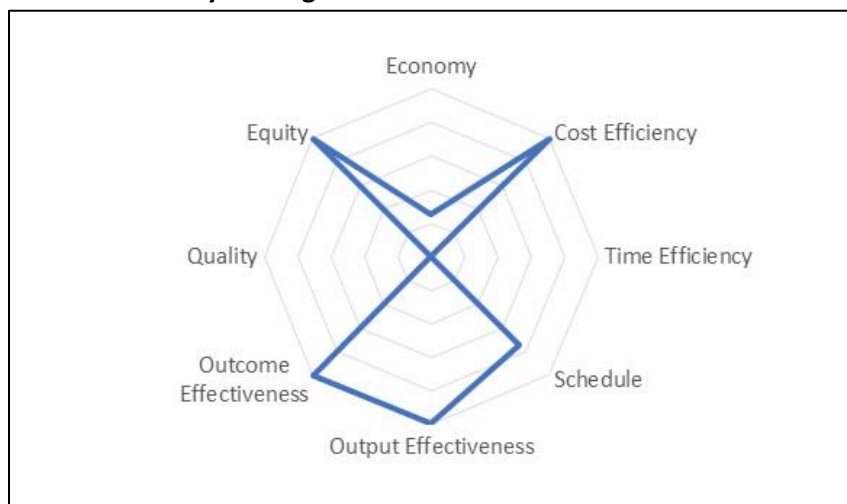 Economy
Equity
Cost Efficiency
Quality
Time Efficiency
Outcome
Effectiveness
Schedule
Output Effectiveness